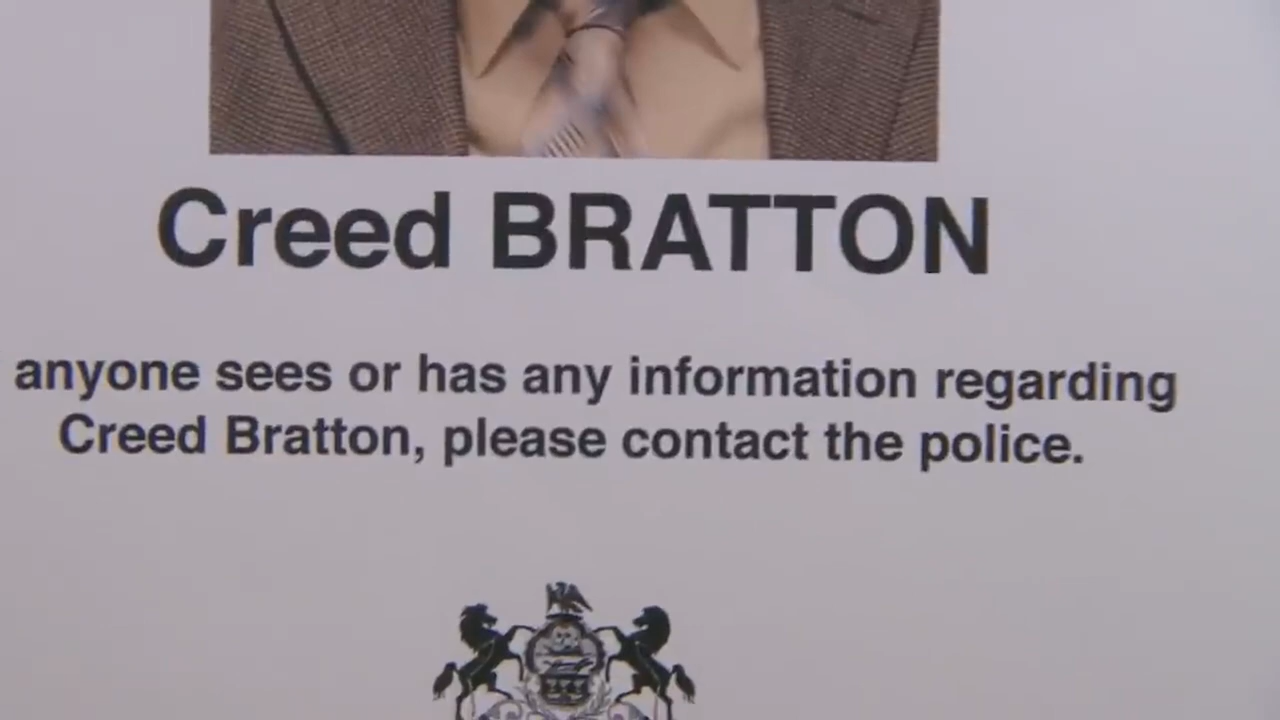 Creed BRATTON
anyone sees or has any information regarding
Creed Bratton, please contact the police.